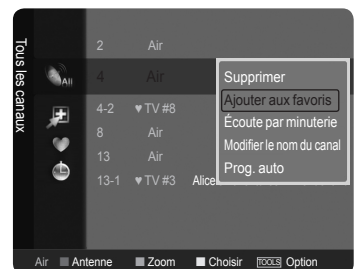 Tous les canaux
All
2 Air
4 Air
4-2 ♥ TV #8
8 Air
13 Air
13-1 ♥ TV #3 Alice
Supprimer
Ajouter aux favoris
Écoute par minuterie
Modifier le nom du canal
Prog. auto
Air Antenne Zoom Choisir TOOLS Option